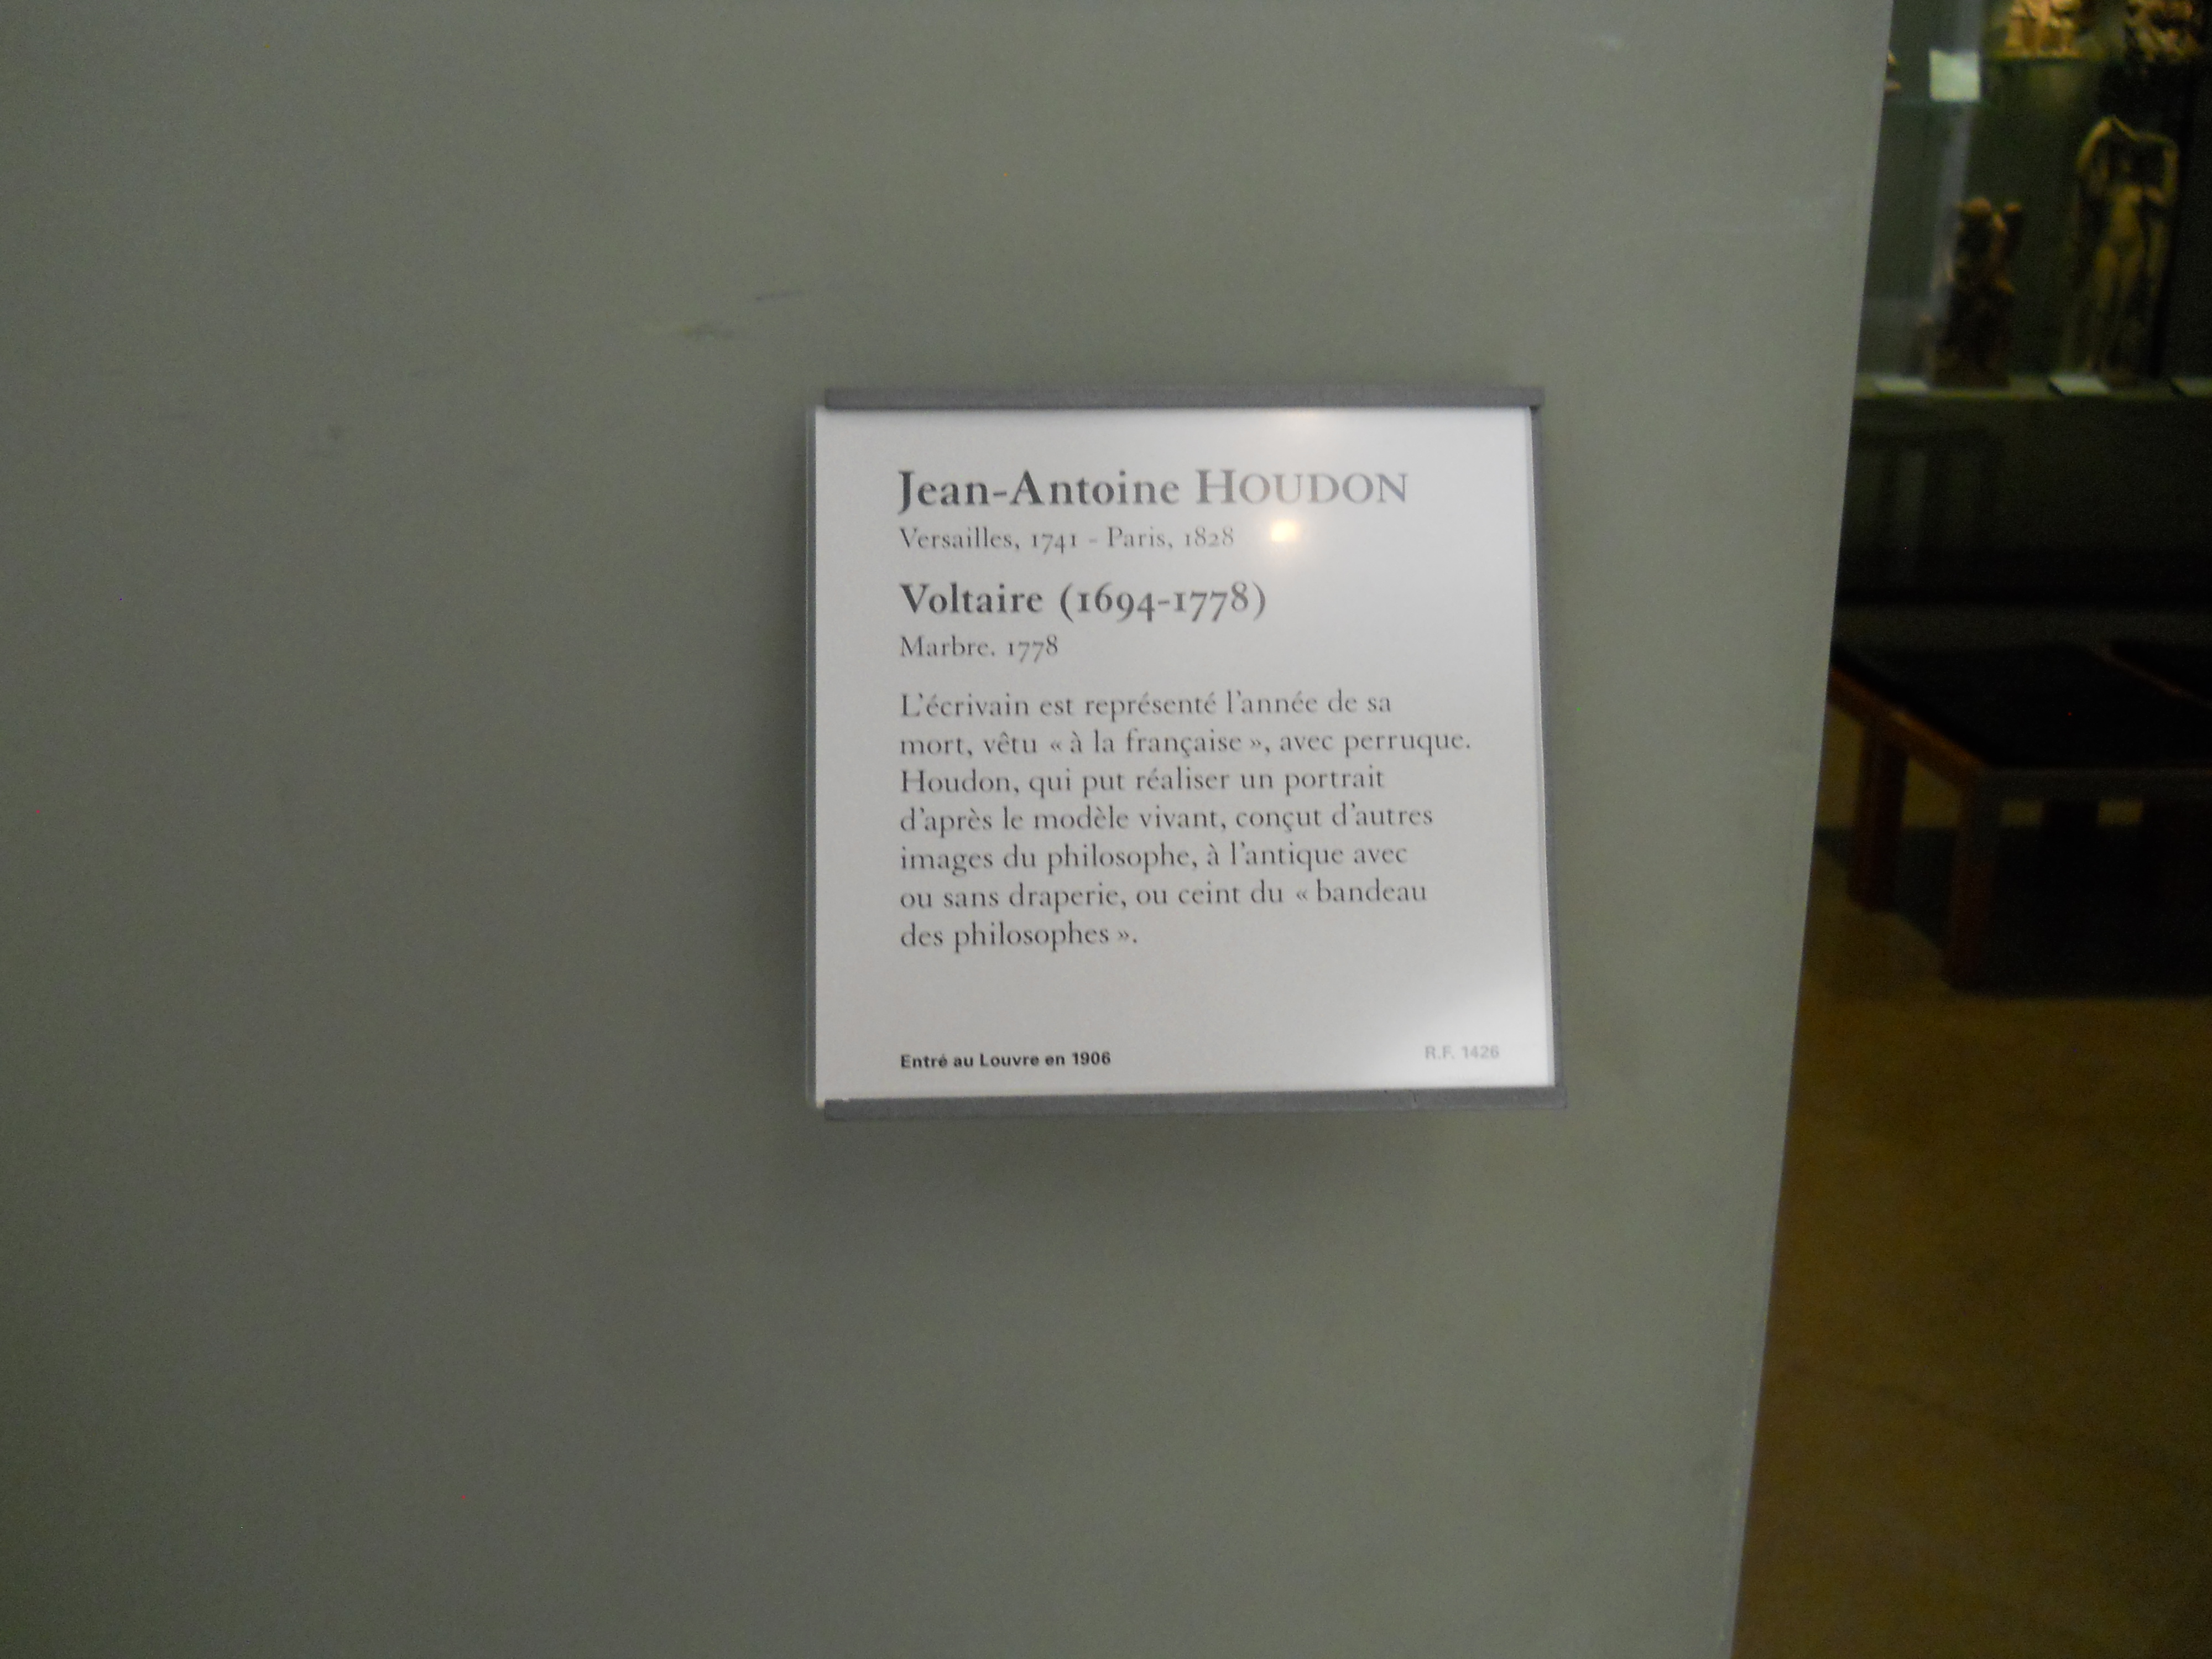 Jean-Antoine HOUDON
Versailles, 1741 - Paris, 1828
Voltaire (1694-1778)
Marbre. 1778
L'écrivain est représenté l'année de sa
mort, vêtu « à la française », avec perruque.
Houdon, qui put réaliser un portrait
d'après le modèle vivant, conçut d'autres
images du philosophe, à l'antique avec
ou sans draperie, ou ceint du « bandeau
des philosophes ».
Entré au Louvre en 1906
R.F. 1426